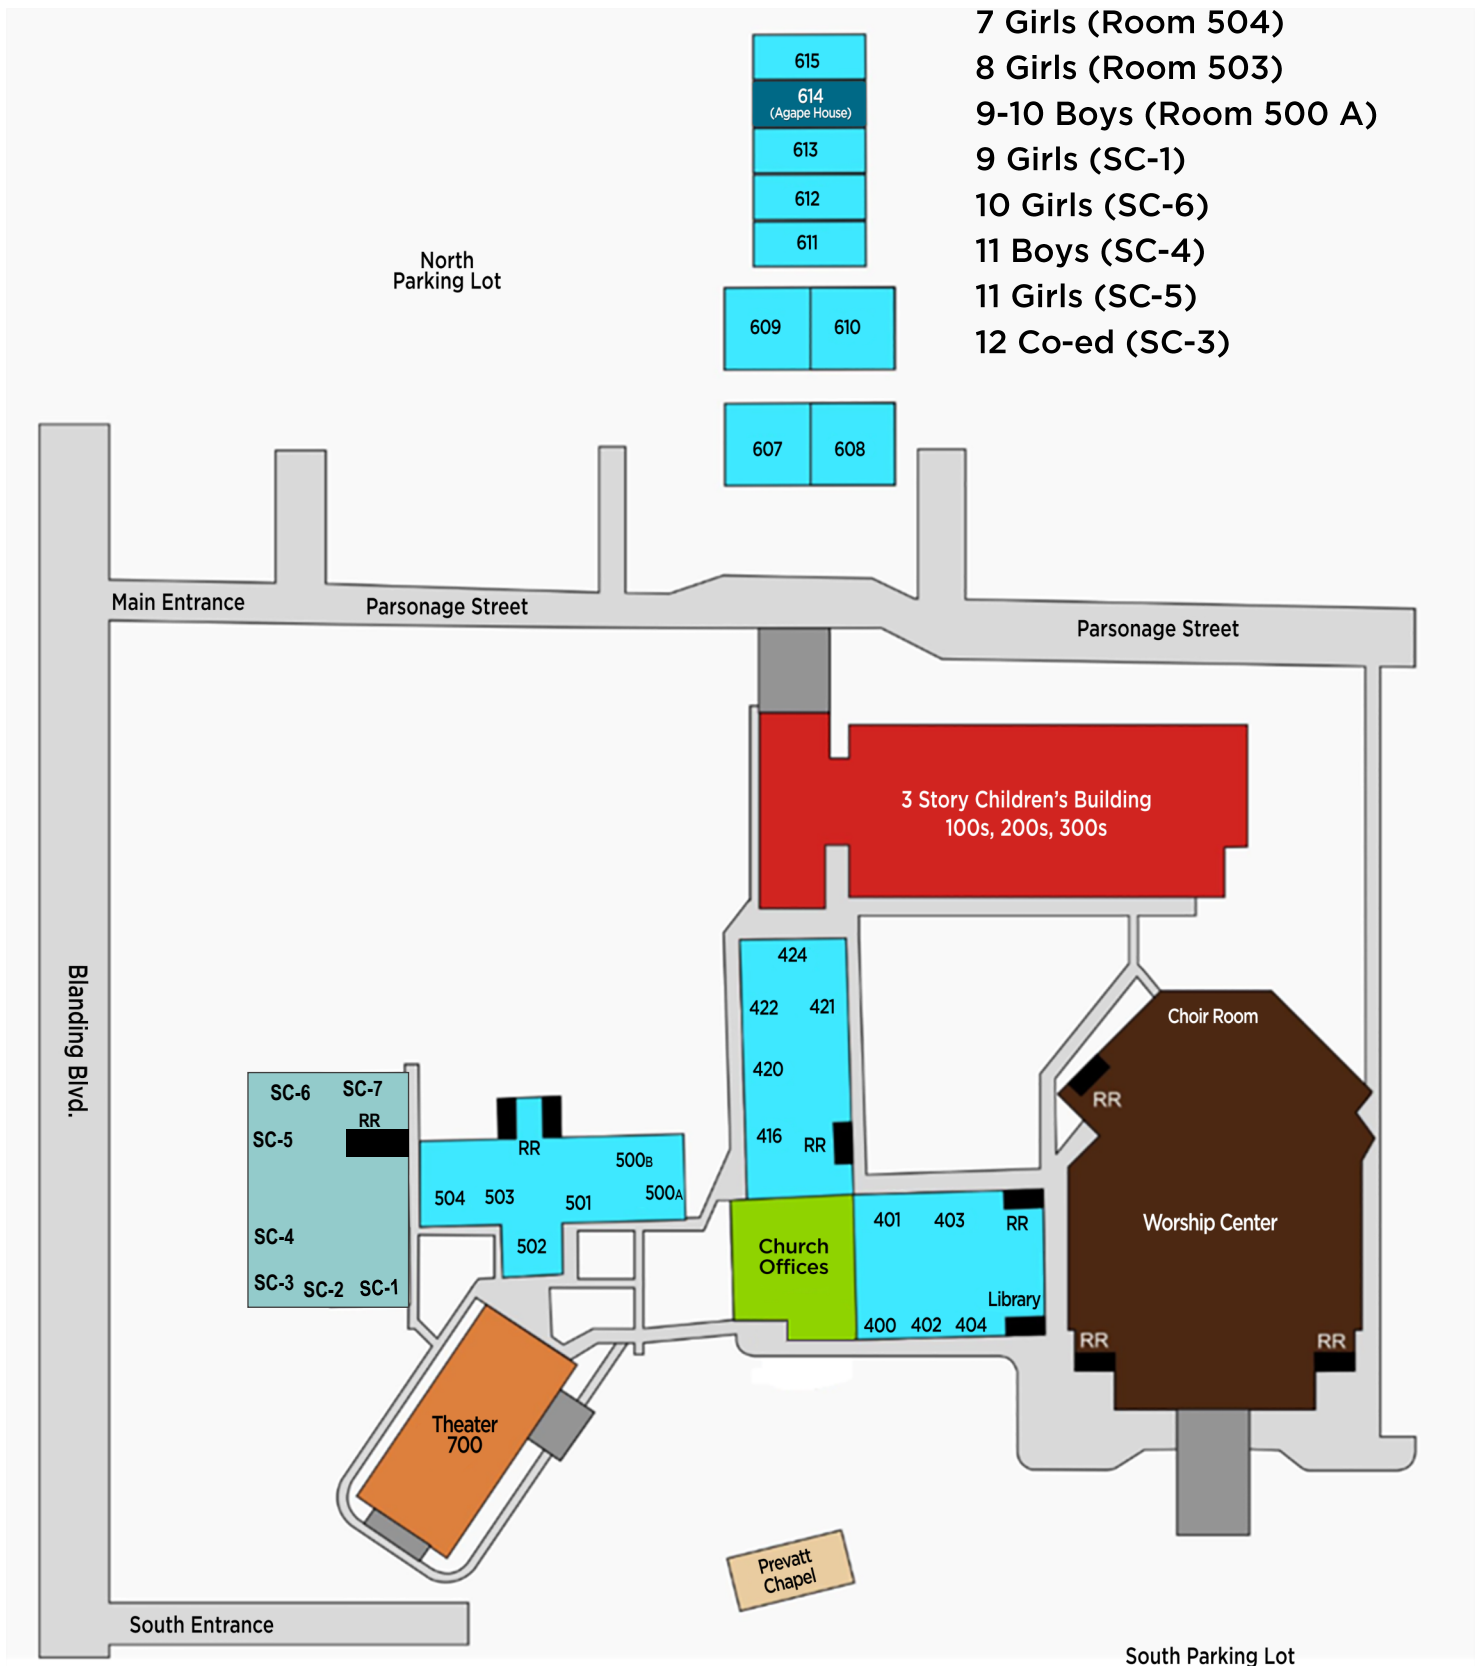 7 Girls (Room 504)
8 Girls (Room 503)
9-10 Boys (Room 500 A)
9 Girls (SC-1)
10 Girls (SC-6)
11 Boys (SC-4)
11 Girls (SC-5)
12 Co-ed (SC-3)
615
614
(Agape House)
613
612
611
North
Parking Lot
609
610
607
608
Main Entrance
Parsonage Street
Parsonage Street
3 Story Children's Building
100s, 200s, 300s
Blanding Blvd.
424
422
421
420
416
RR
Choir Room
RR
Worship Center
RR
RR
SC-6
SC-7
RR
SC-5
SC-4
SC-3
SC-2
SC-1
RR
500B
504
503
501
500A
502
Church
Offices
401
403
RR
Library
400
402
404
Theater
700
Prevatt
Chapel
South Entrance
South Parking Lot